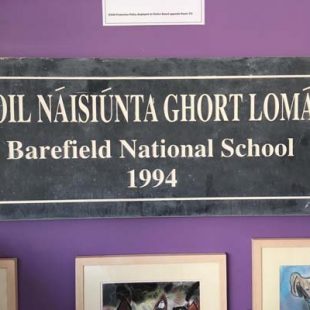 OIL NÁISIÚNTA GHORT LOMÁ
Barefield National School
1994